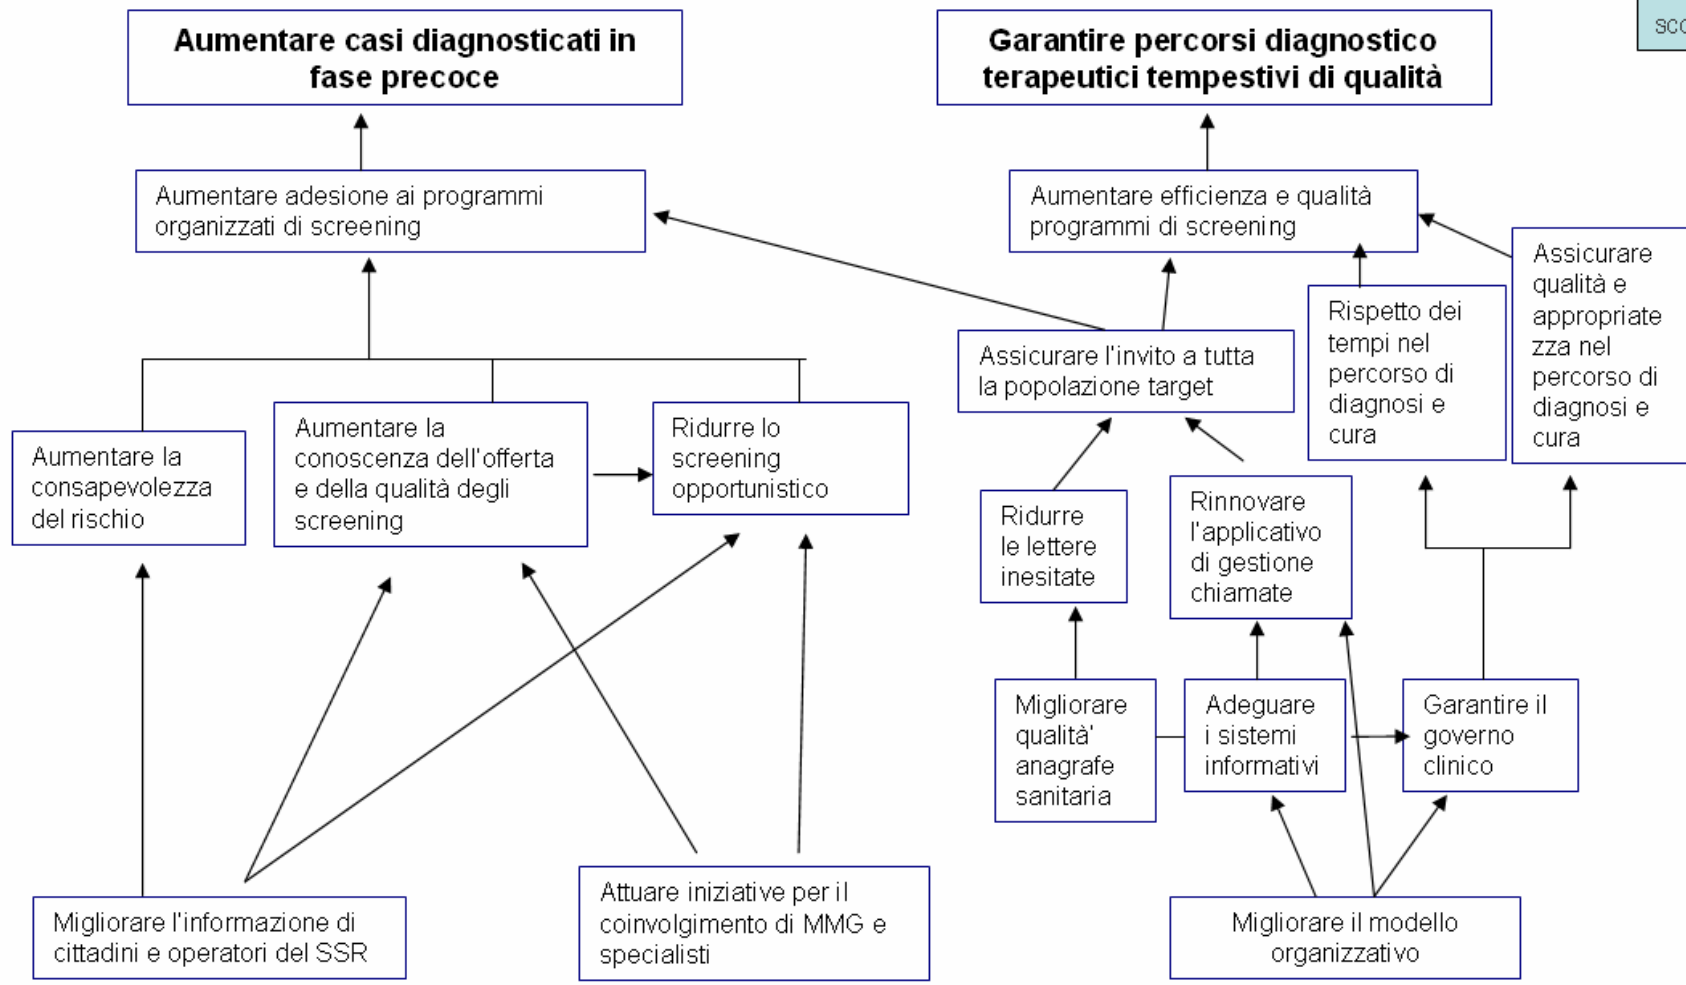 Aumentare casi diagnosticati in
fase precoce
Garantire percorsi diagnostico
terapeutici tempestivi di qualità
Aumentare adesione ai programmi
organizzati di screening
Aumentare efficienza e qualità
programmi di screening
Assicurare
qualità e
appropriate
zza nel
percorso di
diagnosi e
cura
Rispetto dei
tempi nel
percorso di
diagnosi e
cura
Assicurare l'invito a tutta
la popolazione target
Aumentare la
consapevolezza
del rischio
Aumentare la
conoscenza dell'offerta
e della qualità degli
screening
Ridurre lo
screening
opportunistico
Ridurre
le lettere
inesitate
Rinnovare
l'applicativo
di gestione
chiamate
Migliorare
qualità'
anagrafe
sanitaria
Adeguare
i sistemi
informativi
Garantire il
governo
clinico
Migliorare l'informazione di
cittadini e operatori del SSR
Attuare iniziative per il
coinvolgimento di MMG e
specialisti
Migliorare il modello
organizzativo